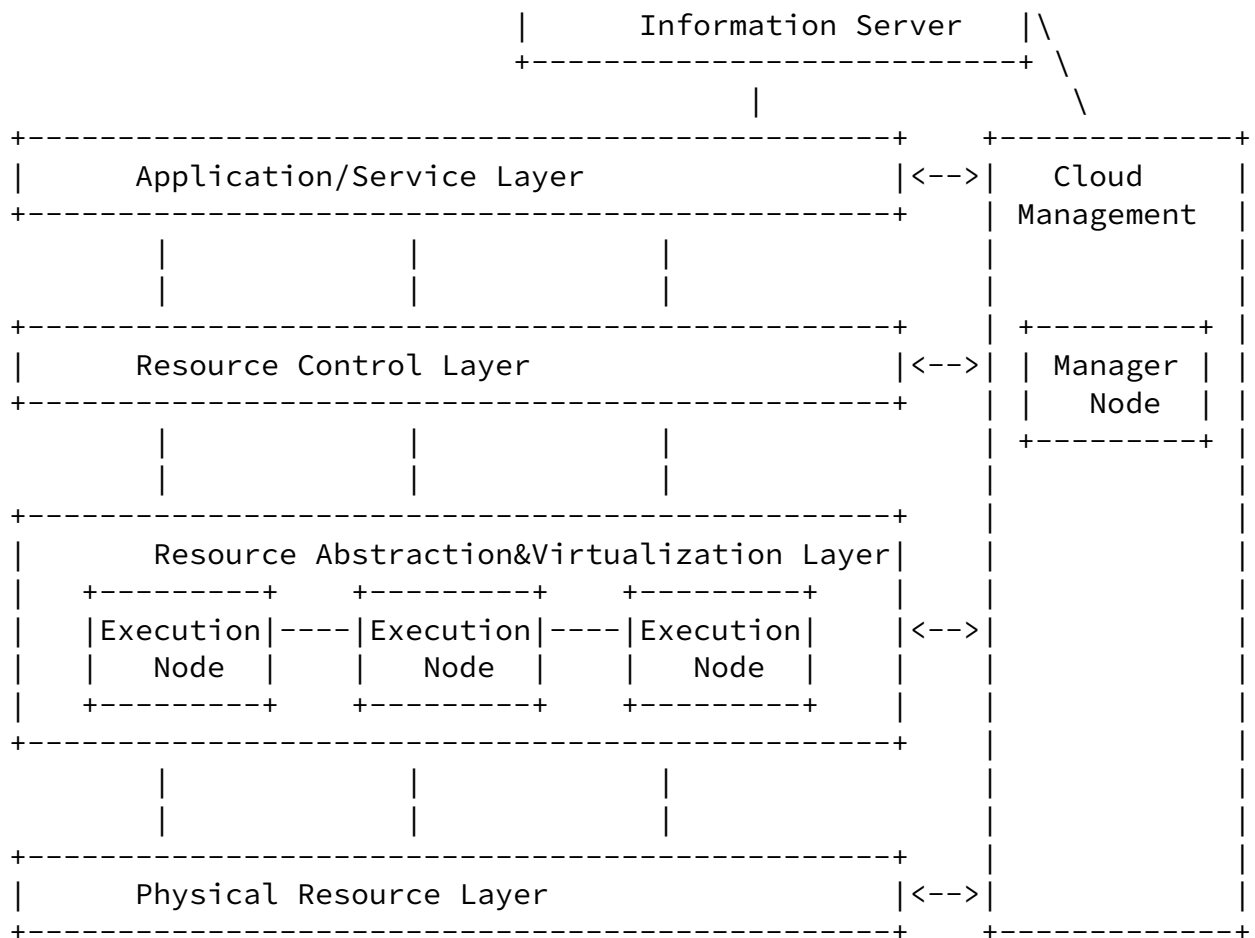 Information Server
Application/Service Layer
Cloud
Management
Resource Control Layer
Manager
Node
Resource Abstraction&Virtualization Layer
Execution Execution Execution
Node Node Node
Physical Resource Layer